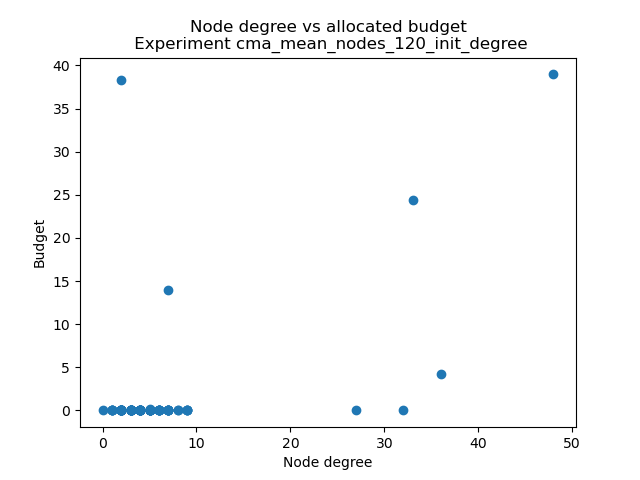 Node degree vs allocated budget
Experiment cma_mean_nodes_120_init_degree
40
35
30
25
20
15
10
5
0
Budget
0 10 20 30 40 50
Node degree